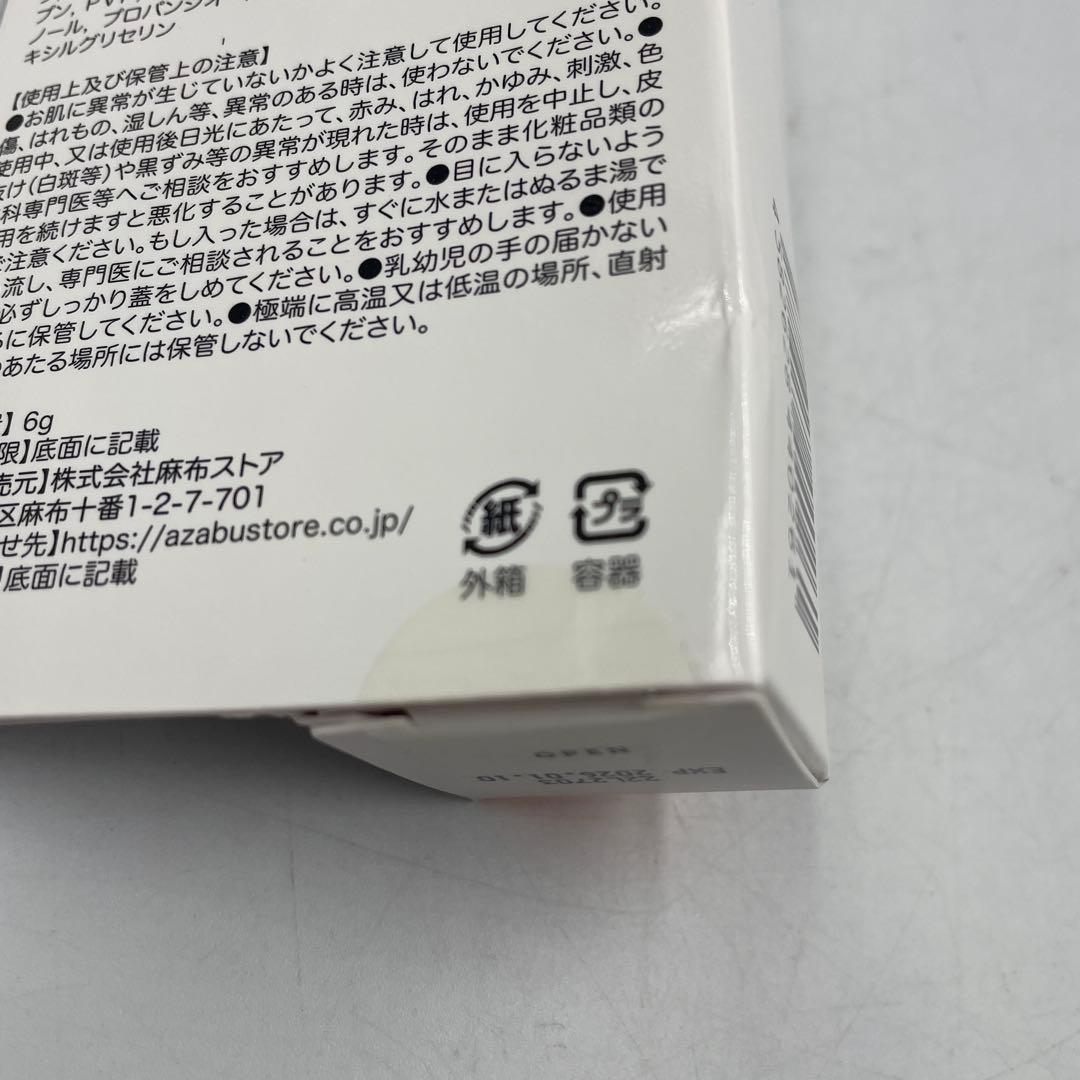 ブン, PVP
ノール, プロパンジオ
キシルグリセリン
【使用上及び保管上の注意】
●お肌に異常が生じていないかよく注意して使用してください。
傷、はれもの、湿しん等、異常のある時は、使わないでください。●
使用中、又は使用後日光にあたって、赤み、はれ、かゆみ、刺激、色
抜け(白斑等)や黒ずみ等の異常が現れた時は、使用を中止し、皮
科専門医等へご相談をおすすめします。そのまま化粧品類の
用を続けますと悪化することがあります。●目に入らないよう
ご注意ください。もし入った場合は、すぐに水またはぬるま湯で
流し、専門医にご相談されることをおすすめします。●使用
必ずしっかり蓋をしめてください。●乳幼児の手の届かない
に保管してください。●極端に高温又は低温の場所、直射
のあたる場所には保管しないでください。
】6g
限】底面に記載
売元】株式会社麻布ストア
区麻布十番1-2-7-701
せ先】https://azabustore.co.jp/
】底面に記載
紙
外箱
プラ
容器
OPEN
EXP 2026.01.10
22L2703